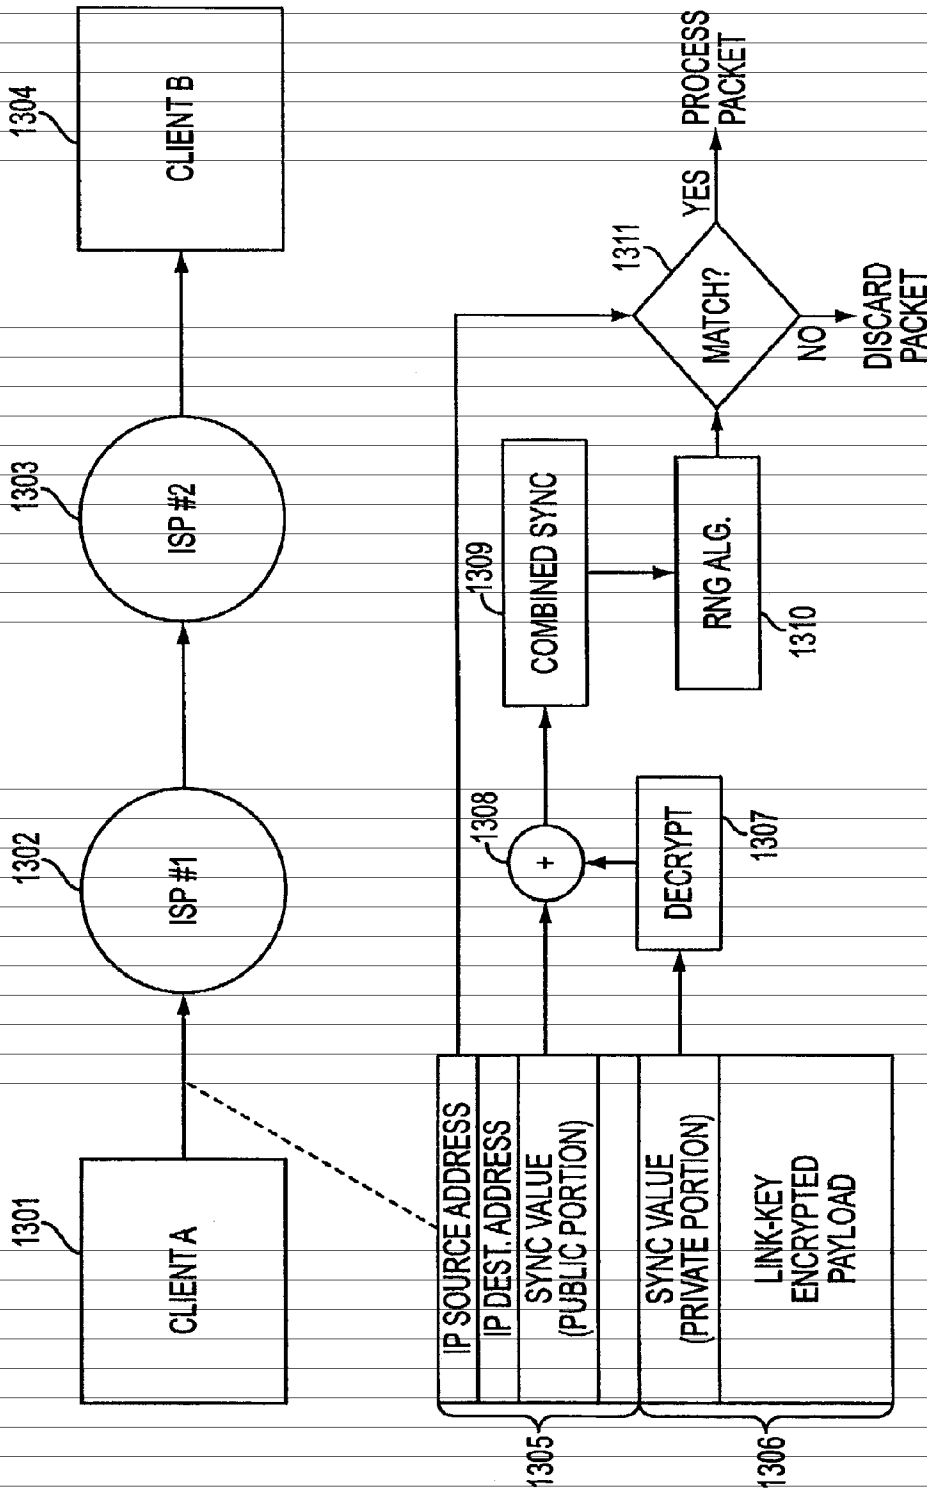 1301
CLIENT A
1302
ISP #1
1303
ISP #2
1304
CLIENT B
1305
IP SOURCE ADDRESS
IP DEST. ADDRESS
SYNC VALUE
(PUBLIC PORTION)
1306
SYNC VALUE
(PRIVATE PORTION)
LINK-KEY
ENCRYPTED
PAYLOAD
1307
DECRYPT
1308
+
1309
COMBINED SYNC
1310
RNG ALG.
1311
MATCH?
YES
PROCESS
PACKET
NO
DISCARD
PACKET